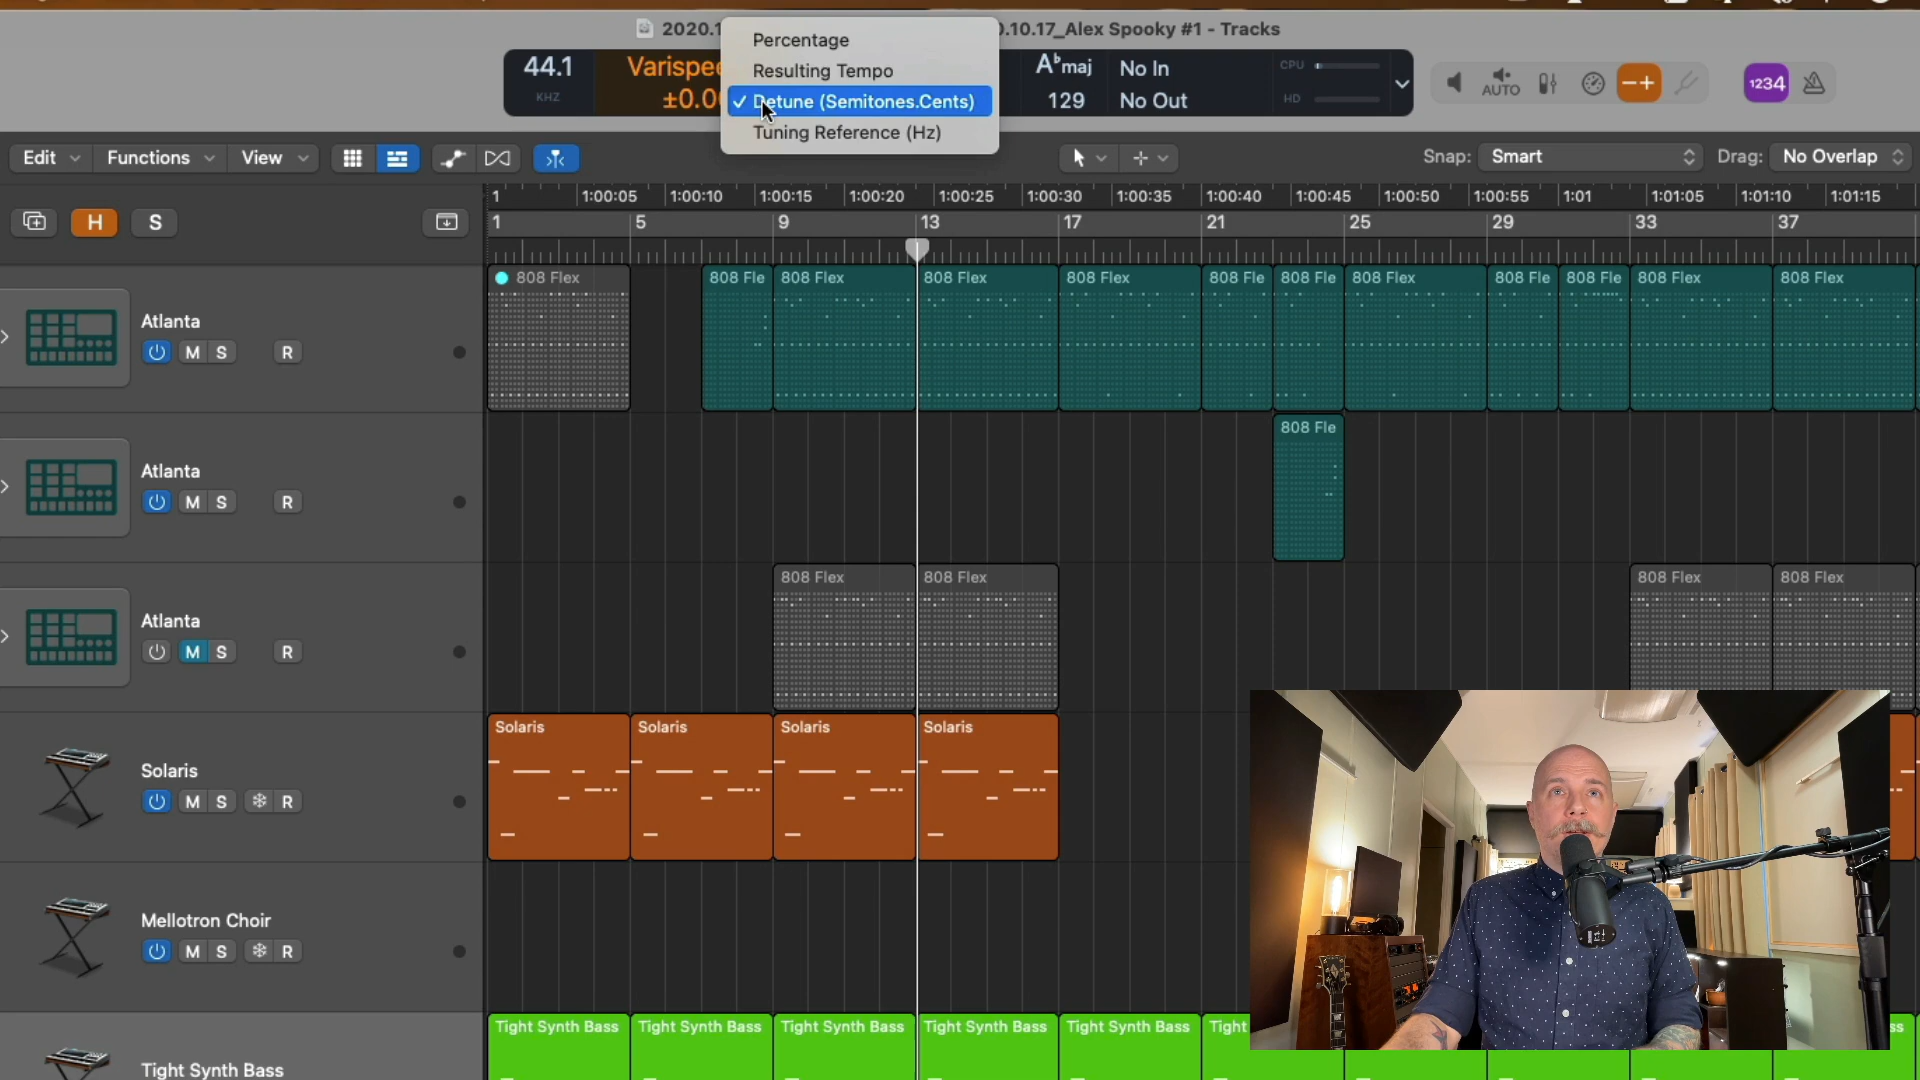 2020.1
0.10.17_Alex Spooky #1 - Tracks
Percentage
Resulting Tempo
✓ Detune (Semitones.Cents)
Tuning Reference (Hz)
44.1
KHZ
Varispee
±0.0
A♭maj
129
No In
No Out
CPU
HD
AUTO
1234
Edit
Functions
View
Snap: Smart
Drag: No Overlap
1 1:00:05 1:00:10 1:00:15 1:00:20 1:00:25 1:00:30 1:00:35 1:00:40 1:00:45 1:00:50 1:00:55 1:01 1:01:05 1:01:10 1:01:15
H S
1 5 9 13 17 21 25 29 33 37
808 Flex 808 Fle 808 Flex 808 Flex 808 Flex 808 Fle 808 Fle 808 Flex 808 Fle 808 Fle 808 Flex 808 Flex
Atlanta
M S R
808 Fle
Atlanta
M S R
808 Flex 808 Flex 808 Flex 808 Flex
Atlanta
M S R
Solaris Solaris Solaris Solaris
Solaris
M S R
Mellotron Choir
M S R
Tight Synth Bass Tight Synth Bass Tight Synth Bass Tight Synth Bass Tight Synth Bass Tight ss
Tight Synth Bass